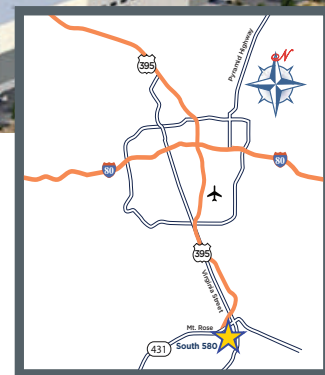 395
Pyramid Highway
N
80
80
395
Virginia Street
Mt. Rose
431
South 580